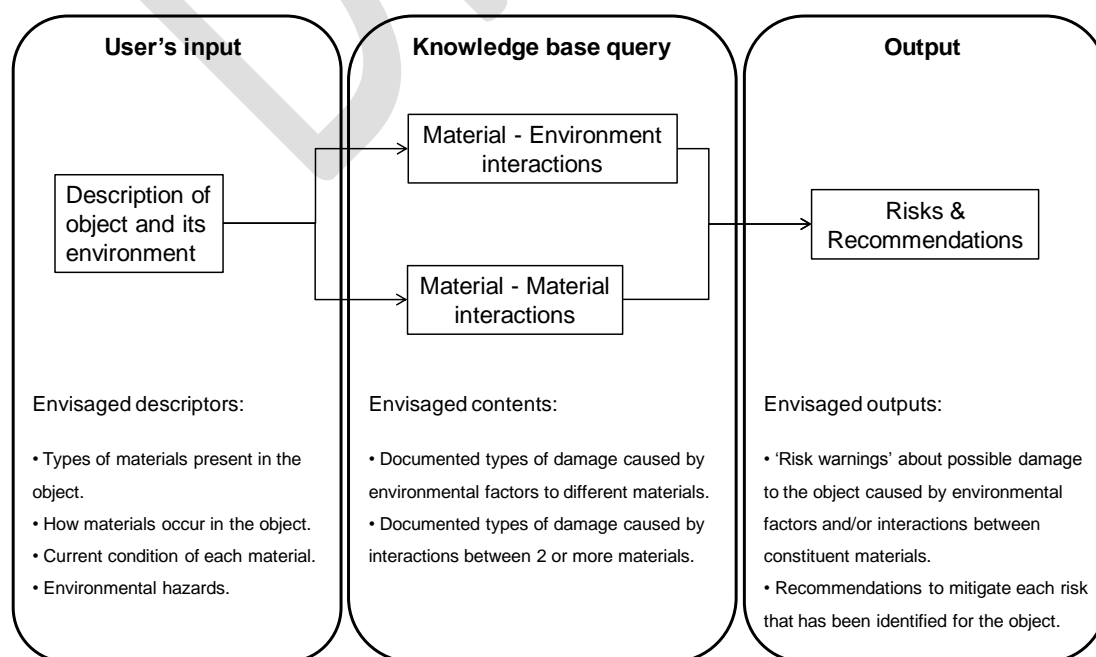 User's input
Description of
object and its
environment
Envisaged descriptors:
• Types of materials present in the
object.
• How materials occur in the object.
• Current condition of each material.
• Environmental hazards.
Knowledge base query
Material - Environment
interactions
Material - Material
interactions
Envisaged contents:
• Documented types of damage caused by
environmental factors to different materials.
• Documented types of damage caused by
interactions between 2 or more materials.
Output
Risks &
Recommendations
Envisaged outputs:
• ‘Risk warnings’ about possible damage
to the object caused by environmental
factors and/or interactions between
constituent materials.
• Recommendations to mitigate each risk
that has been identified for the object.